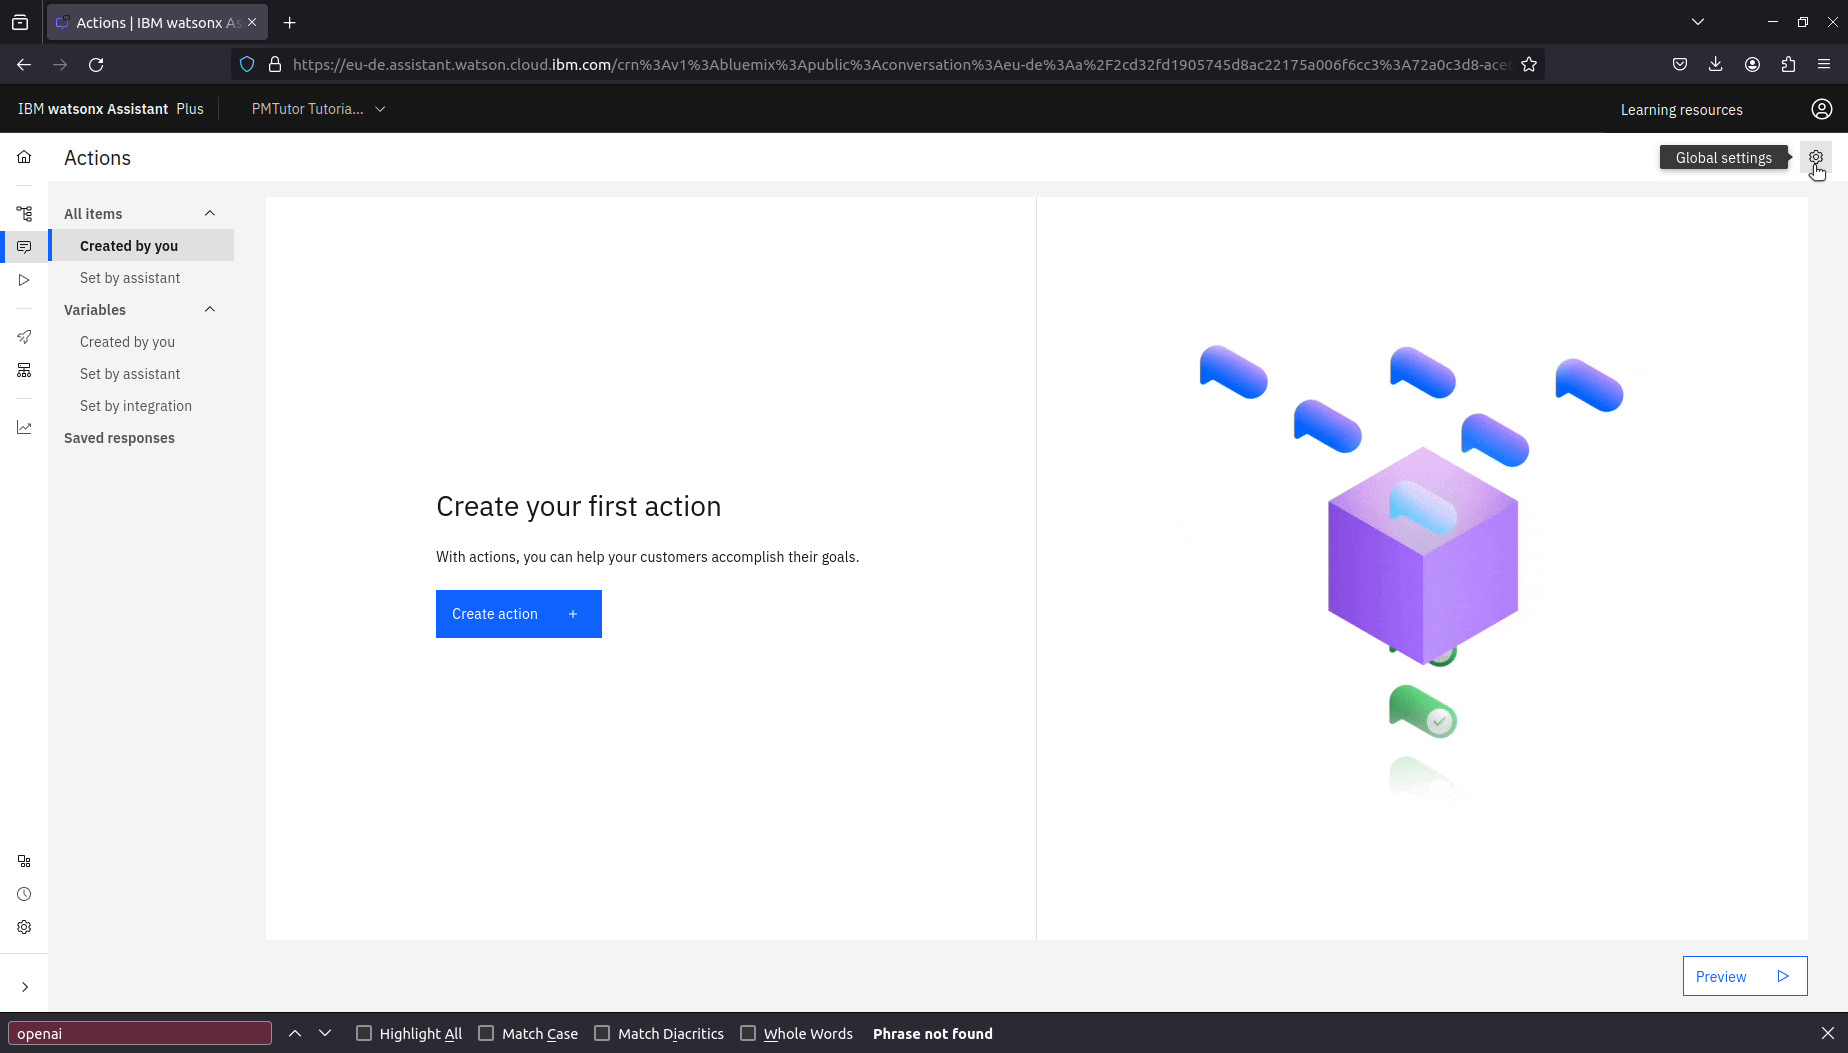 Actions | IBM watsonx As
https://eu-de.assistant.watson.cloud.ibm.com/crn%3Av1%3Abluemix%3Apublic%3Aconversation%3Aeu-de%3Aa%2F2cd32fd1905745d8ac22175a006f6cc3%3A72a0c3d8-acec
IBM watsonx Assistant Plus
PMTutor Tutoria...
Learning resources
Actions
Global settings
All items
Created by you
Set by assistant
Variables
Created by you
Set by assistant
Set by integration
Saved responses
Create your first action
With actions, you can help your customers accomplish their goals.
Create action +
Preview
openai
Highlight All
Match Case
Match Diacritics
Whole Words
Phrase not found